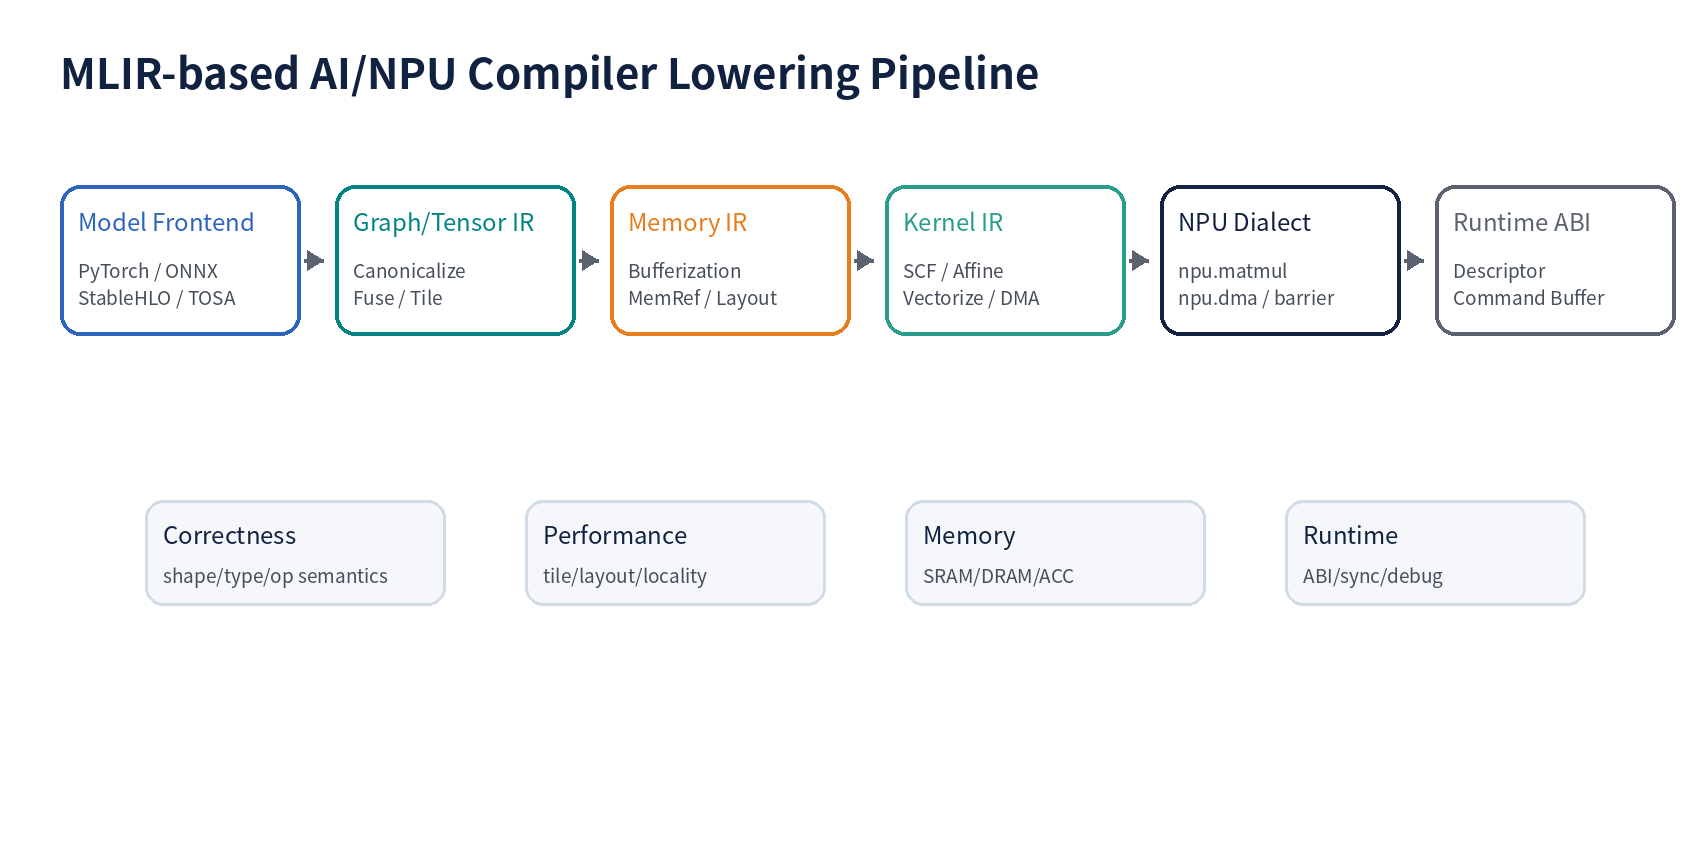 MLIR-based AI/NPU Compiler Lowering Pipeline
Model Frontend
PyTorch / ONNX
StableHLO / TOSA
Graph/Tensor IR
Canonicalize
Fuse / Tile
Memory IR
Bufferization
MemRef / Layout
Kernel IR
SCF / Affine
Vectorize / DMA
NPU Dialect
npu.matmul
npu.dma / barrier
Runtime ABI
Descriptor
Command Buffer
Correctness
shape/type/op semantics
Performance
tile/layout/locality
Memory
SRAM/DRAM/ACC
Runtime
ABI/sync/debug